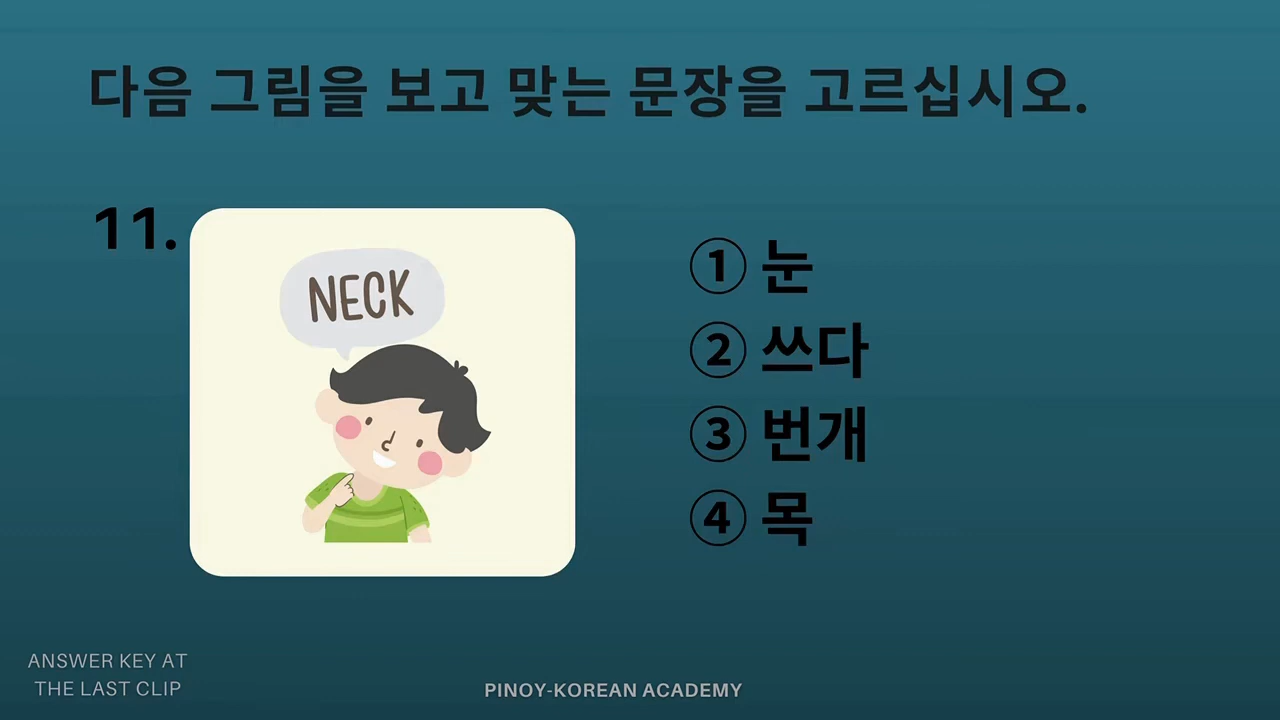 다음 그림을 보고 맞는 문장을 고르십시오.
11.
NECK
① 눈
② 쓰다
③ 번개
④ 목
ANSWER KEY AT
THE LAST CLIP
PINOY-KOREAN ACADEMY